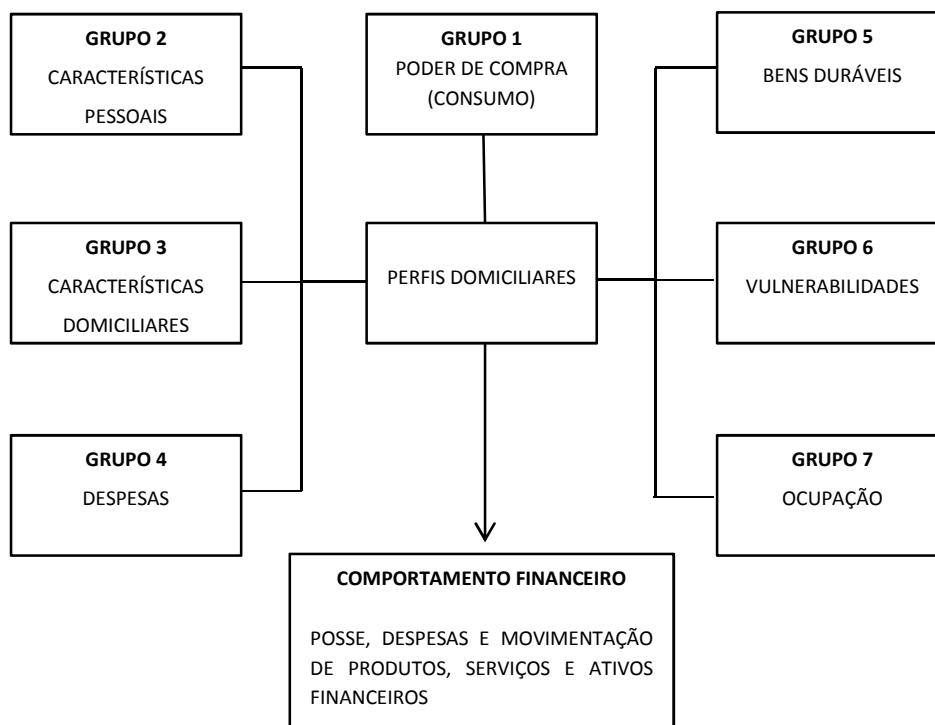 GRUPO 2
CARACTERÍSTICAS
PESSOAIS
GRUPO 1
PODER DE COMPRA
(CONSUMO)
GRUPO 5
BENS DURÁVEIS
GRUPO 3
CARACTERÍSTICAS
DOMICILIARES
PERFIS DOMICILIARES
GRUPO 6
VULNERABILIDADES
GRUPO 4
DESPESAS
GRUPO 7
OCUPAÇÃO
COMPORTAMENTO FINANCEIRO
POSSE, DESPESAS E MOVIMENTAÇÃO
DE PRODUTOS, SERVIÇOS E ATIVOS
FINANCEIROS